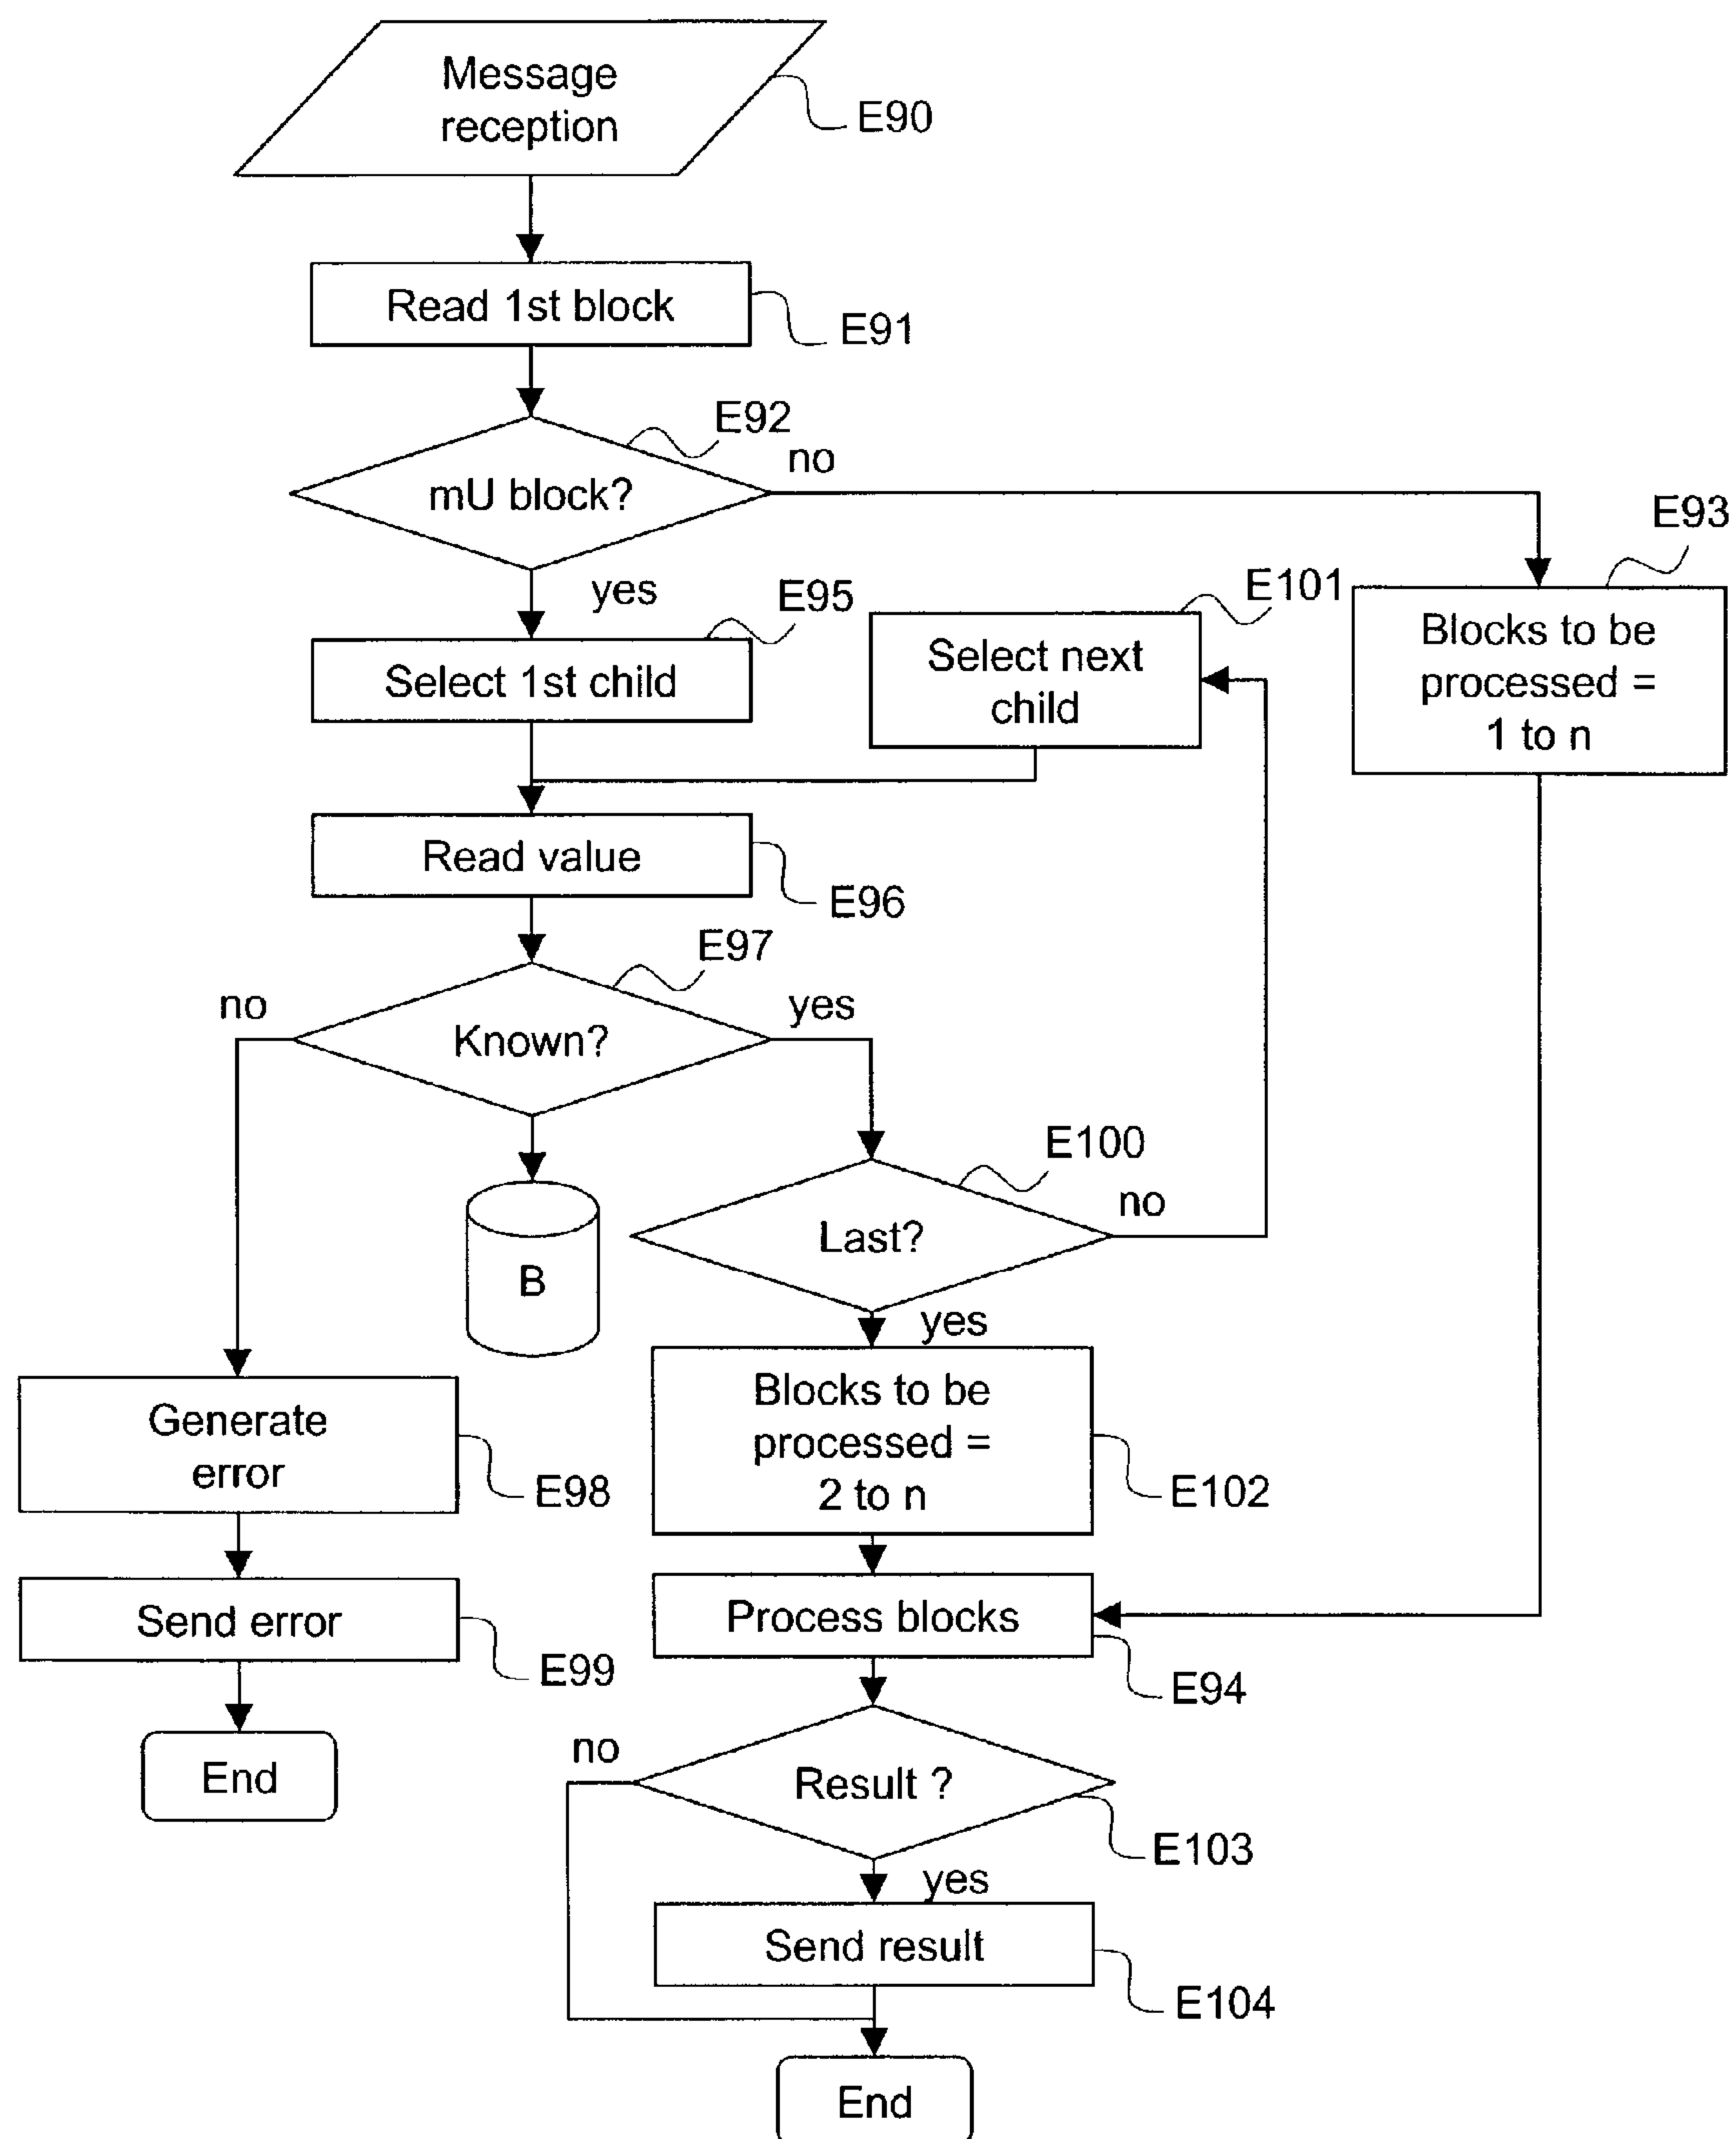 Message
reception
E90
Read 1st block
E91
E92
mU block?
no
yes
E93
Blocks to be
processed =
1 to n
E95
Select 1st child
E101
Select next
child
Read value
E96
E97
Known?
no
yes
B
E100
Last?
no
yes
Generate
error
E98
Blocks to be
processed =
2 to n
E102
Send error
E99
Process blocks
E94
End
no
Result ?
E103
yes
Send result
E104
End